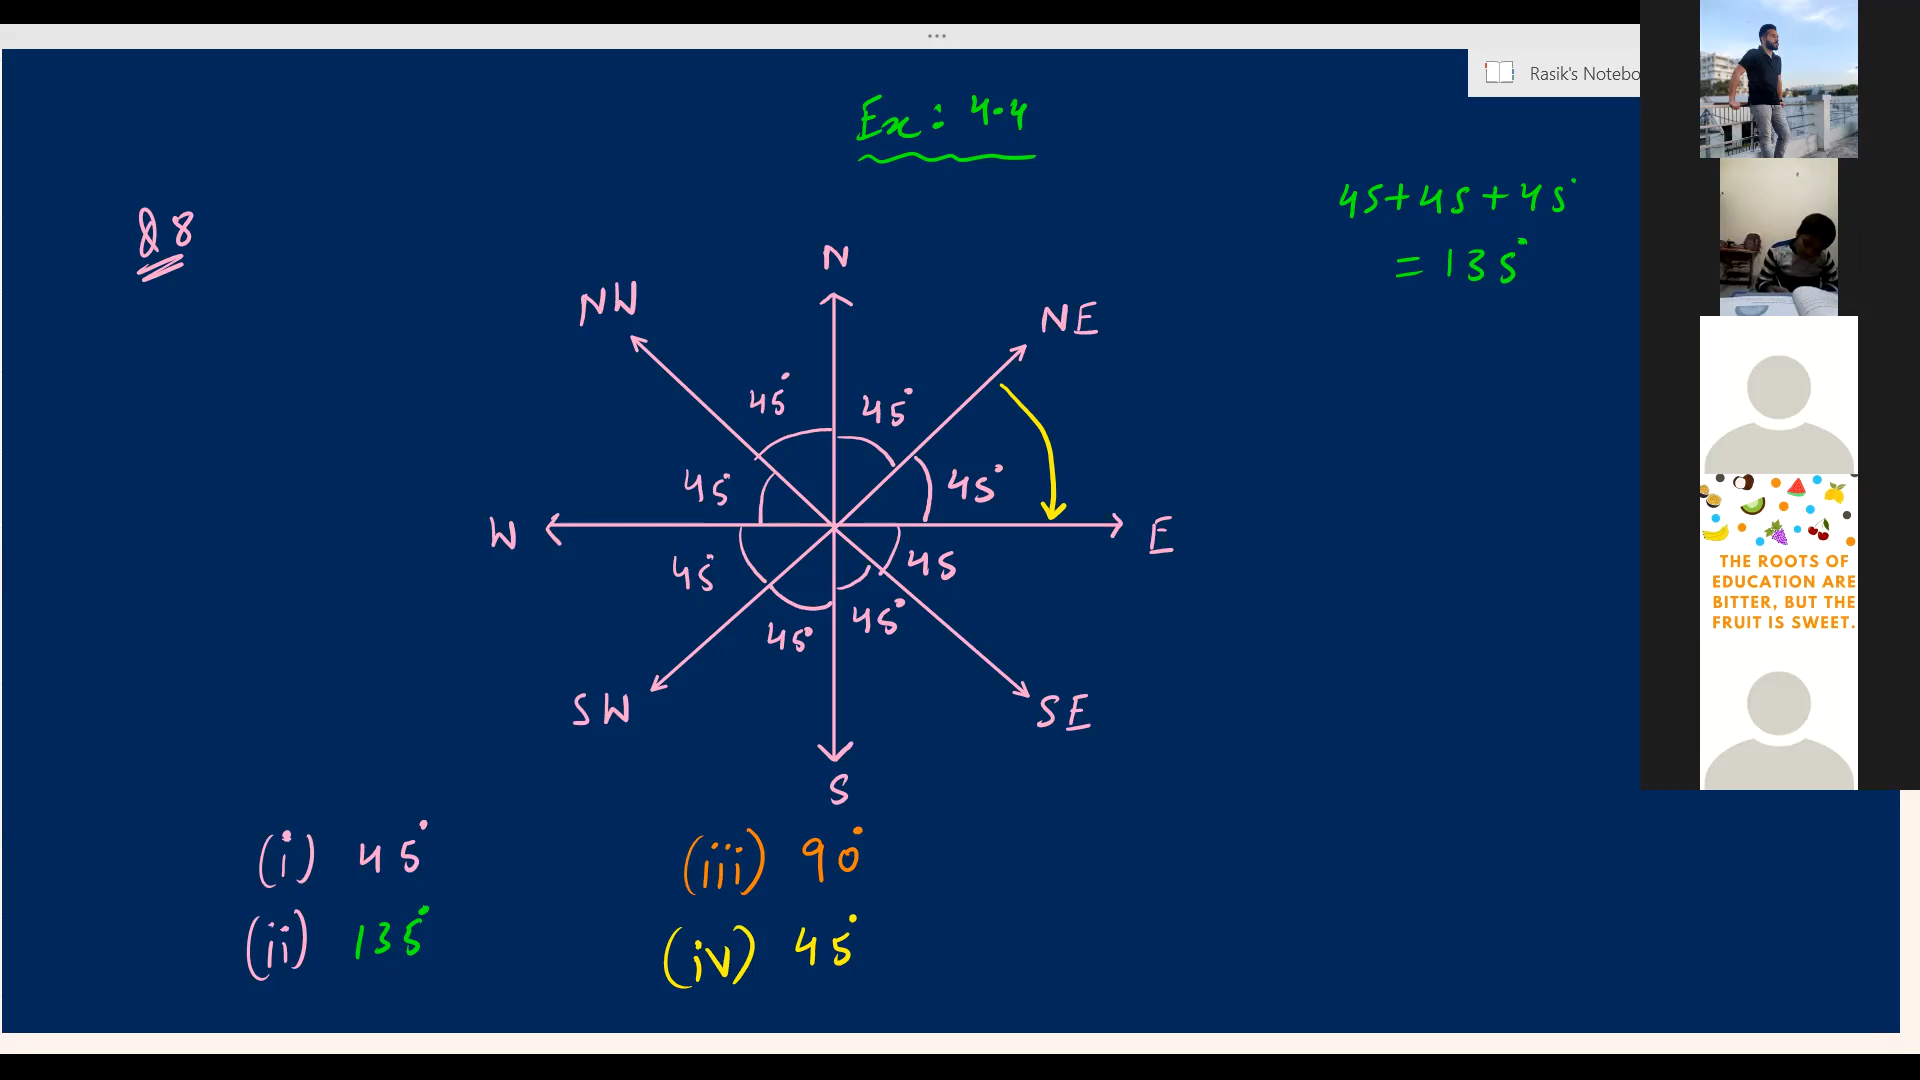 ...
Rasik's Notebo
Ex: 4.4
45+45+45°
= 135°
Q8
N
NW
NE
45°
45°
45°
45°
W
E
45°
45
45°
45°
SW
SE
S
(i) 45°
(iii) 90°
(ii) 135°
(iv) 45°
THE ROOTS OF
EDUCATION ARE
BITTER, BUT THE
FRUIT IS SWEET.